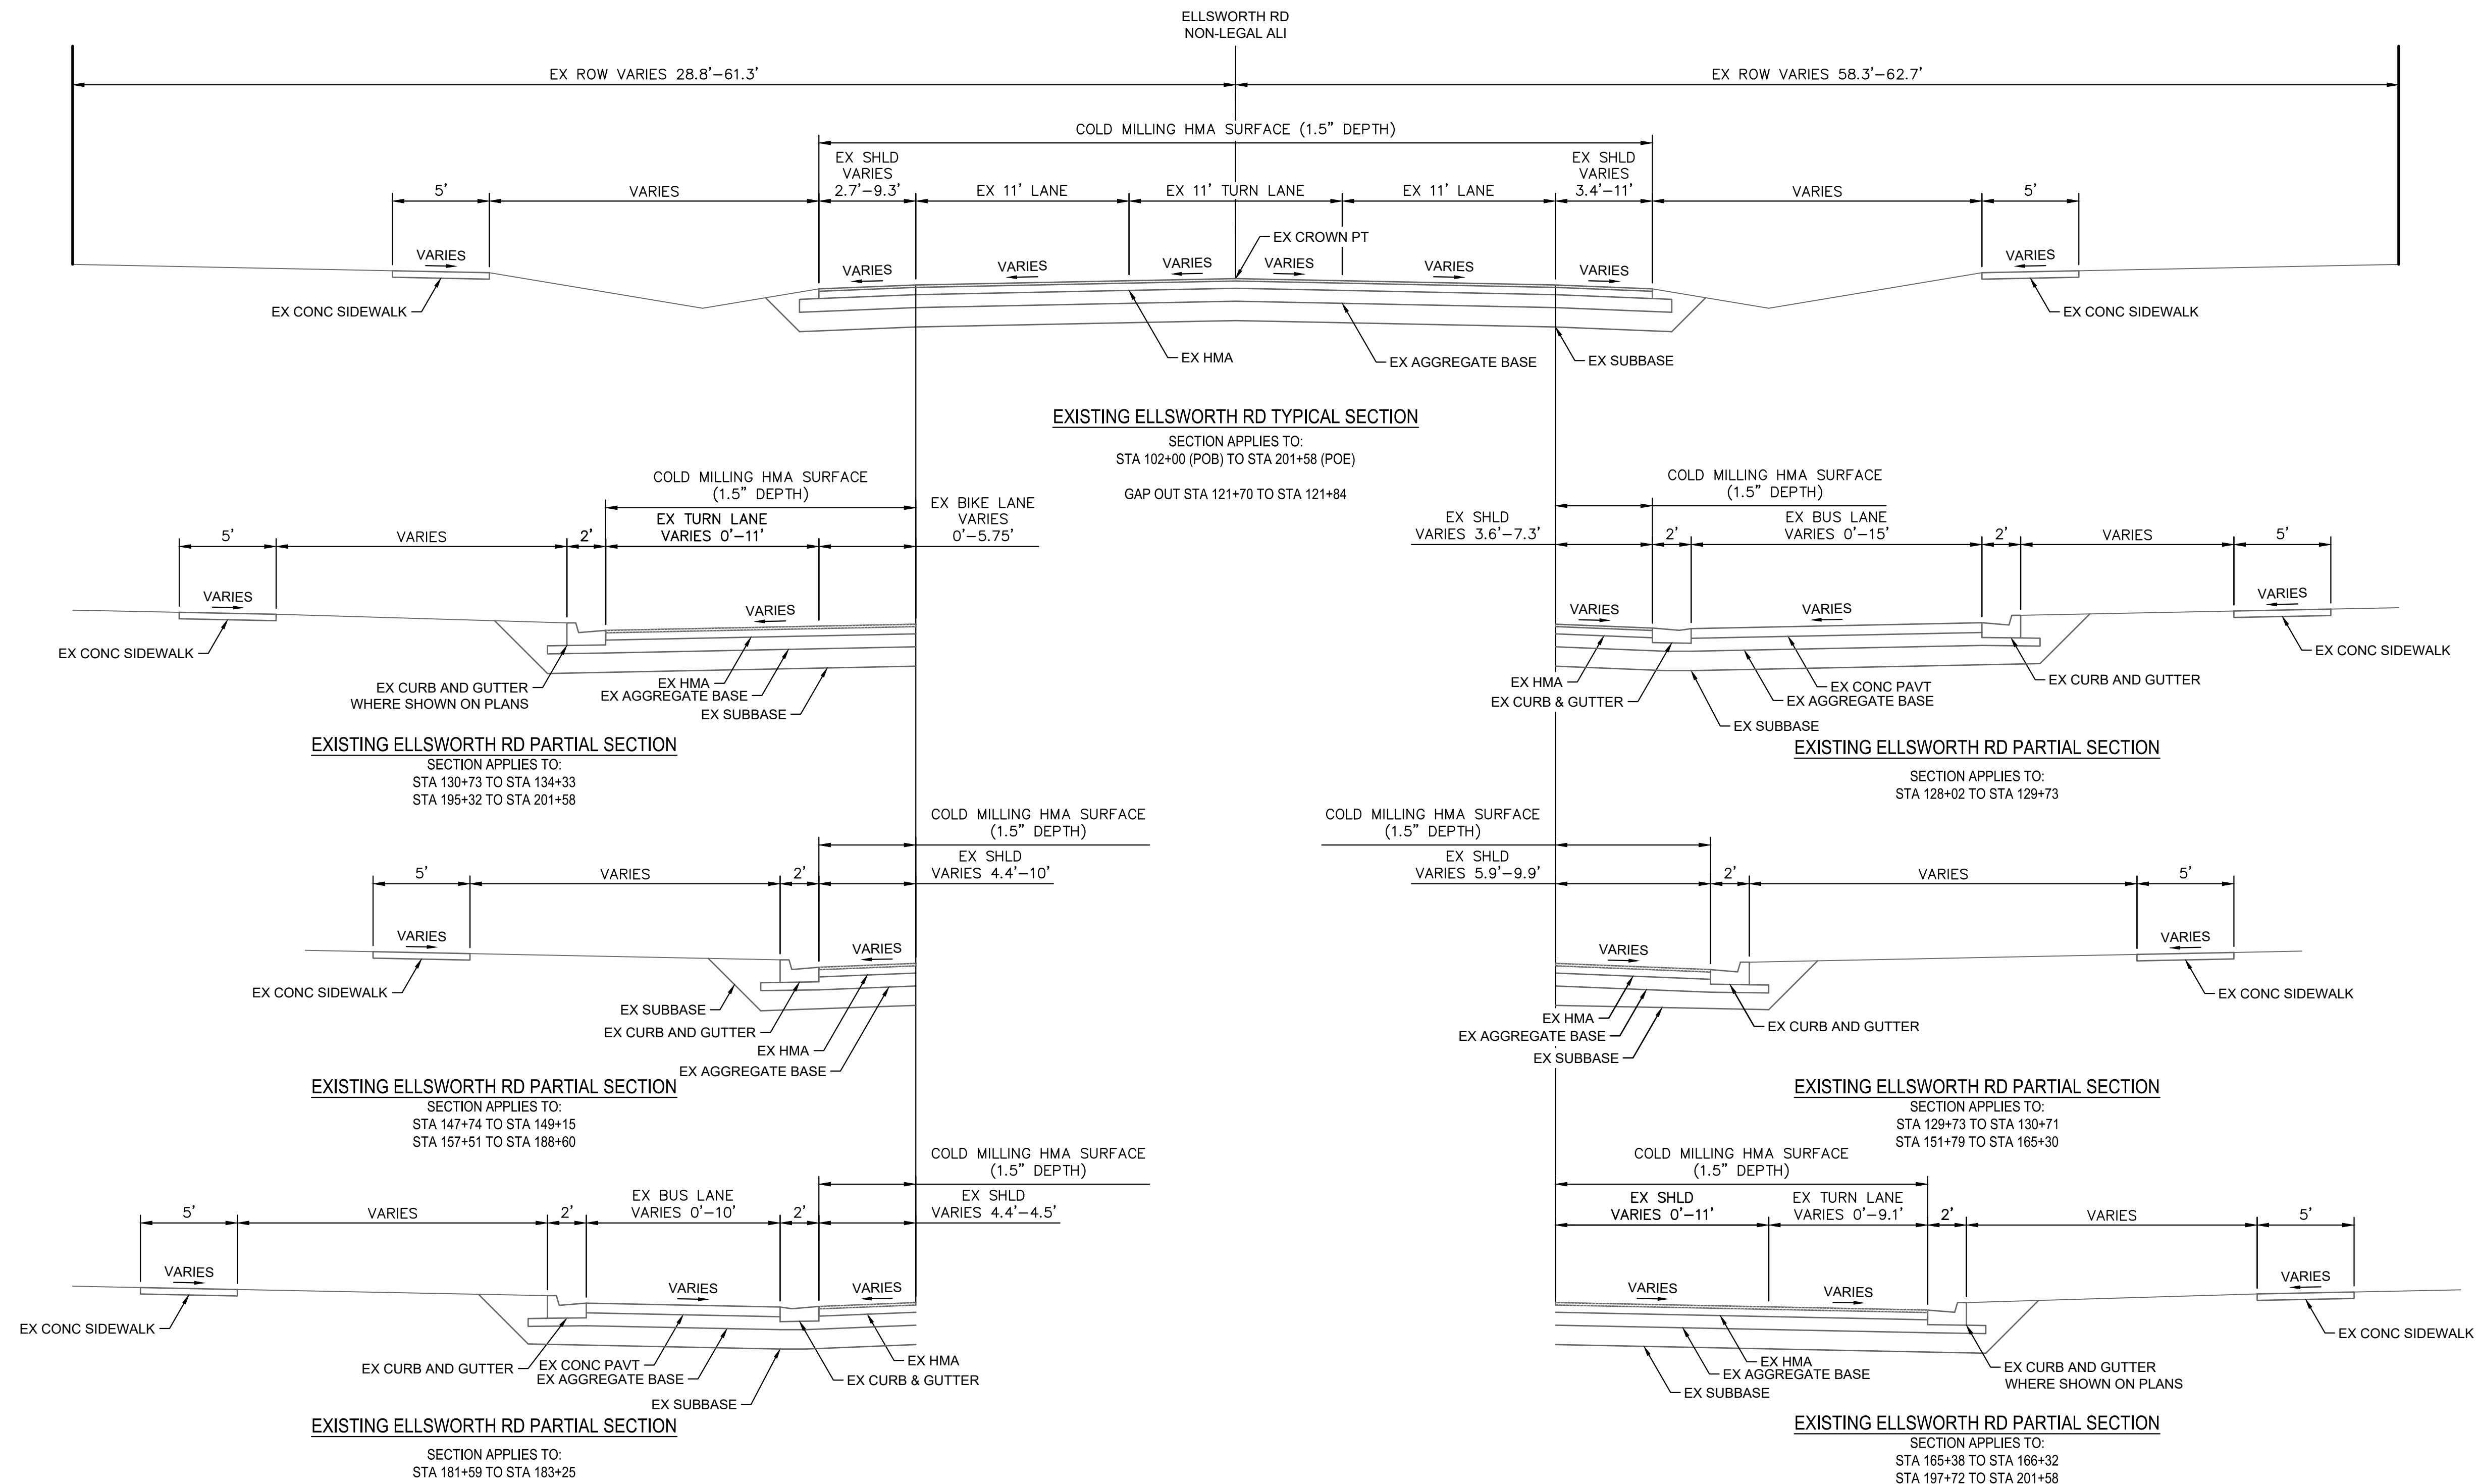 ELLSWORTH RD
NON-LEGAL ALI
EX ROW VARIES 28.8'-61.3'
EX ROW VARIES 58.3'-62.7'
COLD MILLING HMA SURFACE (1.5" DEPTH)
5'
VARIES
EX SHLD
VARIES
2.7'-9.3'
EX 11' LANE
EX 11' TURN LANE
EX 11' LANE
EX SHLD
VARIES
3.4'-11'
VARIES
5'
VARIES
VARIES
VARIES
VARIES
VARIES
VARIES
VARIES
VARIES
EX CROWN PT
EX CONC SIDEWALK
EX HMA
EX AGGREGATE BASE
EX SUBBASE
EX CONC SIDEWALK
EXISTING ELLSWORTH RD TYPICAL SECTION
SECTION APPLIES TO:
STA 102+00 (POB) TO STA 201+58 (POE)
GAP OUT STA 121+70 TO STA 121+84
COLD MILLING HMA SURFACE
(1.5" DEPTH)
5'
VARIES
2'
EX TURN LANE
VARIES 0'-11'
EX BIKE LANE
VARIES
0'-5.75'
VARIES
VARIES
EX CONC SIDEWALK
EX CURB AND GUTTER
WHERE SHOWN ON PLANS
EX HMA
EX AGGREGATE BASE
EX SUBBASE
EXISTING ELLSWORTH RD PARTIAL SECTION
SECTION APPLIES TO:
STA 130+73 TO STA 134+33
STA 195+32 TO STA 201+58
COLD MILLING HMA SURFACE
(1.5" DEPTH)
EX SHLD
VARIES 3.6'-7.3'
2'
EX BUS LANE
VARIES 0'-15'
2'
VARIES
5'
VARIES
VARIES
VARIES
EX HMA
EX CURB & GUTTER
EX SUBBASE
EX CONC PAVT
EX AGGREGATE BASE
EX CURB AND GUTTER
EX CONC SIDEWALK
EXISTING ELLSWORTH RD PARTIAL SECTION
SECTION APPLIES TO:
STA 128+02 TO STA 129+73
COLD MILLING HMA SURFACE
(1.5" DEPTH)
5'
VARIES
2'
EX SHLD
VARIES 4.4'-10'
VARIES
VARIES
EX CONC SIDEWALK
EX SUBBASE
EX CURB AND GUTTER
EX HMA
EX AGGREGATE BASE
EXISTING ELLSWORTH RD PARTIAL SECTION
SECTION APPLIES TO:
STA 147+74 TO STA 149+15
STA 157+51 TO STA 188+60
COLD MILLING HMA SURFACE
(1.5" DEPTH)
EX SHLD
VARIES 5.9'-9.9'
2'
VARIES
5'
VARIES
VARIES
EX HMA
EX AGGREGATE BASE
EX SUBBASE
EX CURB AND GUTTER
EX CONC SIDEWALK
EXISTING ELLSWORTH RD PARTIAL SECTION
SECTION APPLIES TO:
STA 129+73 TO STA 130+71
STA 151+79 TO STA 165+30
COLD MILLING HMA SURFACE
(1.5" DEPTH)
5'
VARIES
2'
EX BUS LANE
VARIES 0'-10'
2'
EX SHLD
VARIES 4.4'-4.5'
VARIES
VARIES
VARIES
EX CONC SIDEWALK
EX CURB AND GUTTER
EX CONC PAVT
EX AGGREGATE BASE
EX SUBBASE
EX HMA
EX CURB & GUTTER
EXISTING ELLSWORTH RD PARTIAL SECTION
SECTION APPLIES TO:
STA 181+59 TO STA 183+25
COLD MILLING HMA SURFACE
(1.5" DEPTH)
EX SHLD
VARIES 0'-11'
EX TURN LANE
VARIES 0'-9.1'
2'
VARIES
5'
VARIES
VARIES
VARIES
EX HMA
EX AGGREGATE BASE
EX SUBBASE
EX CURB AND GUTTER
WHERE SHOWN ON PLANS
EX CONC SIDEWALK
EXISTING ELLSWORTH RD PARTIAL SECTION
SECTION APPLIES TO:
STA 165+38 TO STA 166+32
STA 197+72 TO STA 201+58